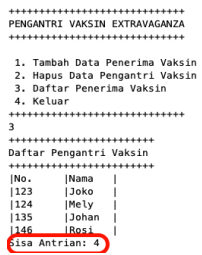 ++++++++++++++++++++++++++++++
PENGANTRI VAKSIN EXTRAVAGANZA
++++++++++++++++++++++++++++++
1. Tambah Data Penerima Vaksin
2. Hapus Data Pengantri Vaksin
3. Daftar Penerima Vaksin
4. Keluar
++++++++++++++++++++++++++++++
3
+++++++++++++++++++++++++
Daftar Pengantri Vaksin
+++++++++++++++++++++++++
|No. |Nama |
|123 |Joko |
|124 |Mely |
|135 |Johan |
|146 |Rosi |
Sisa Antrian: 4